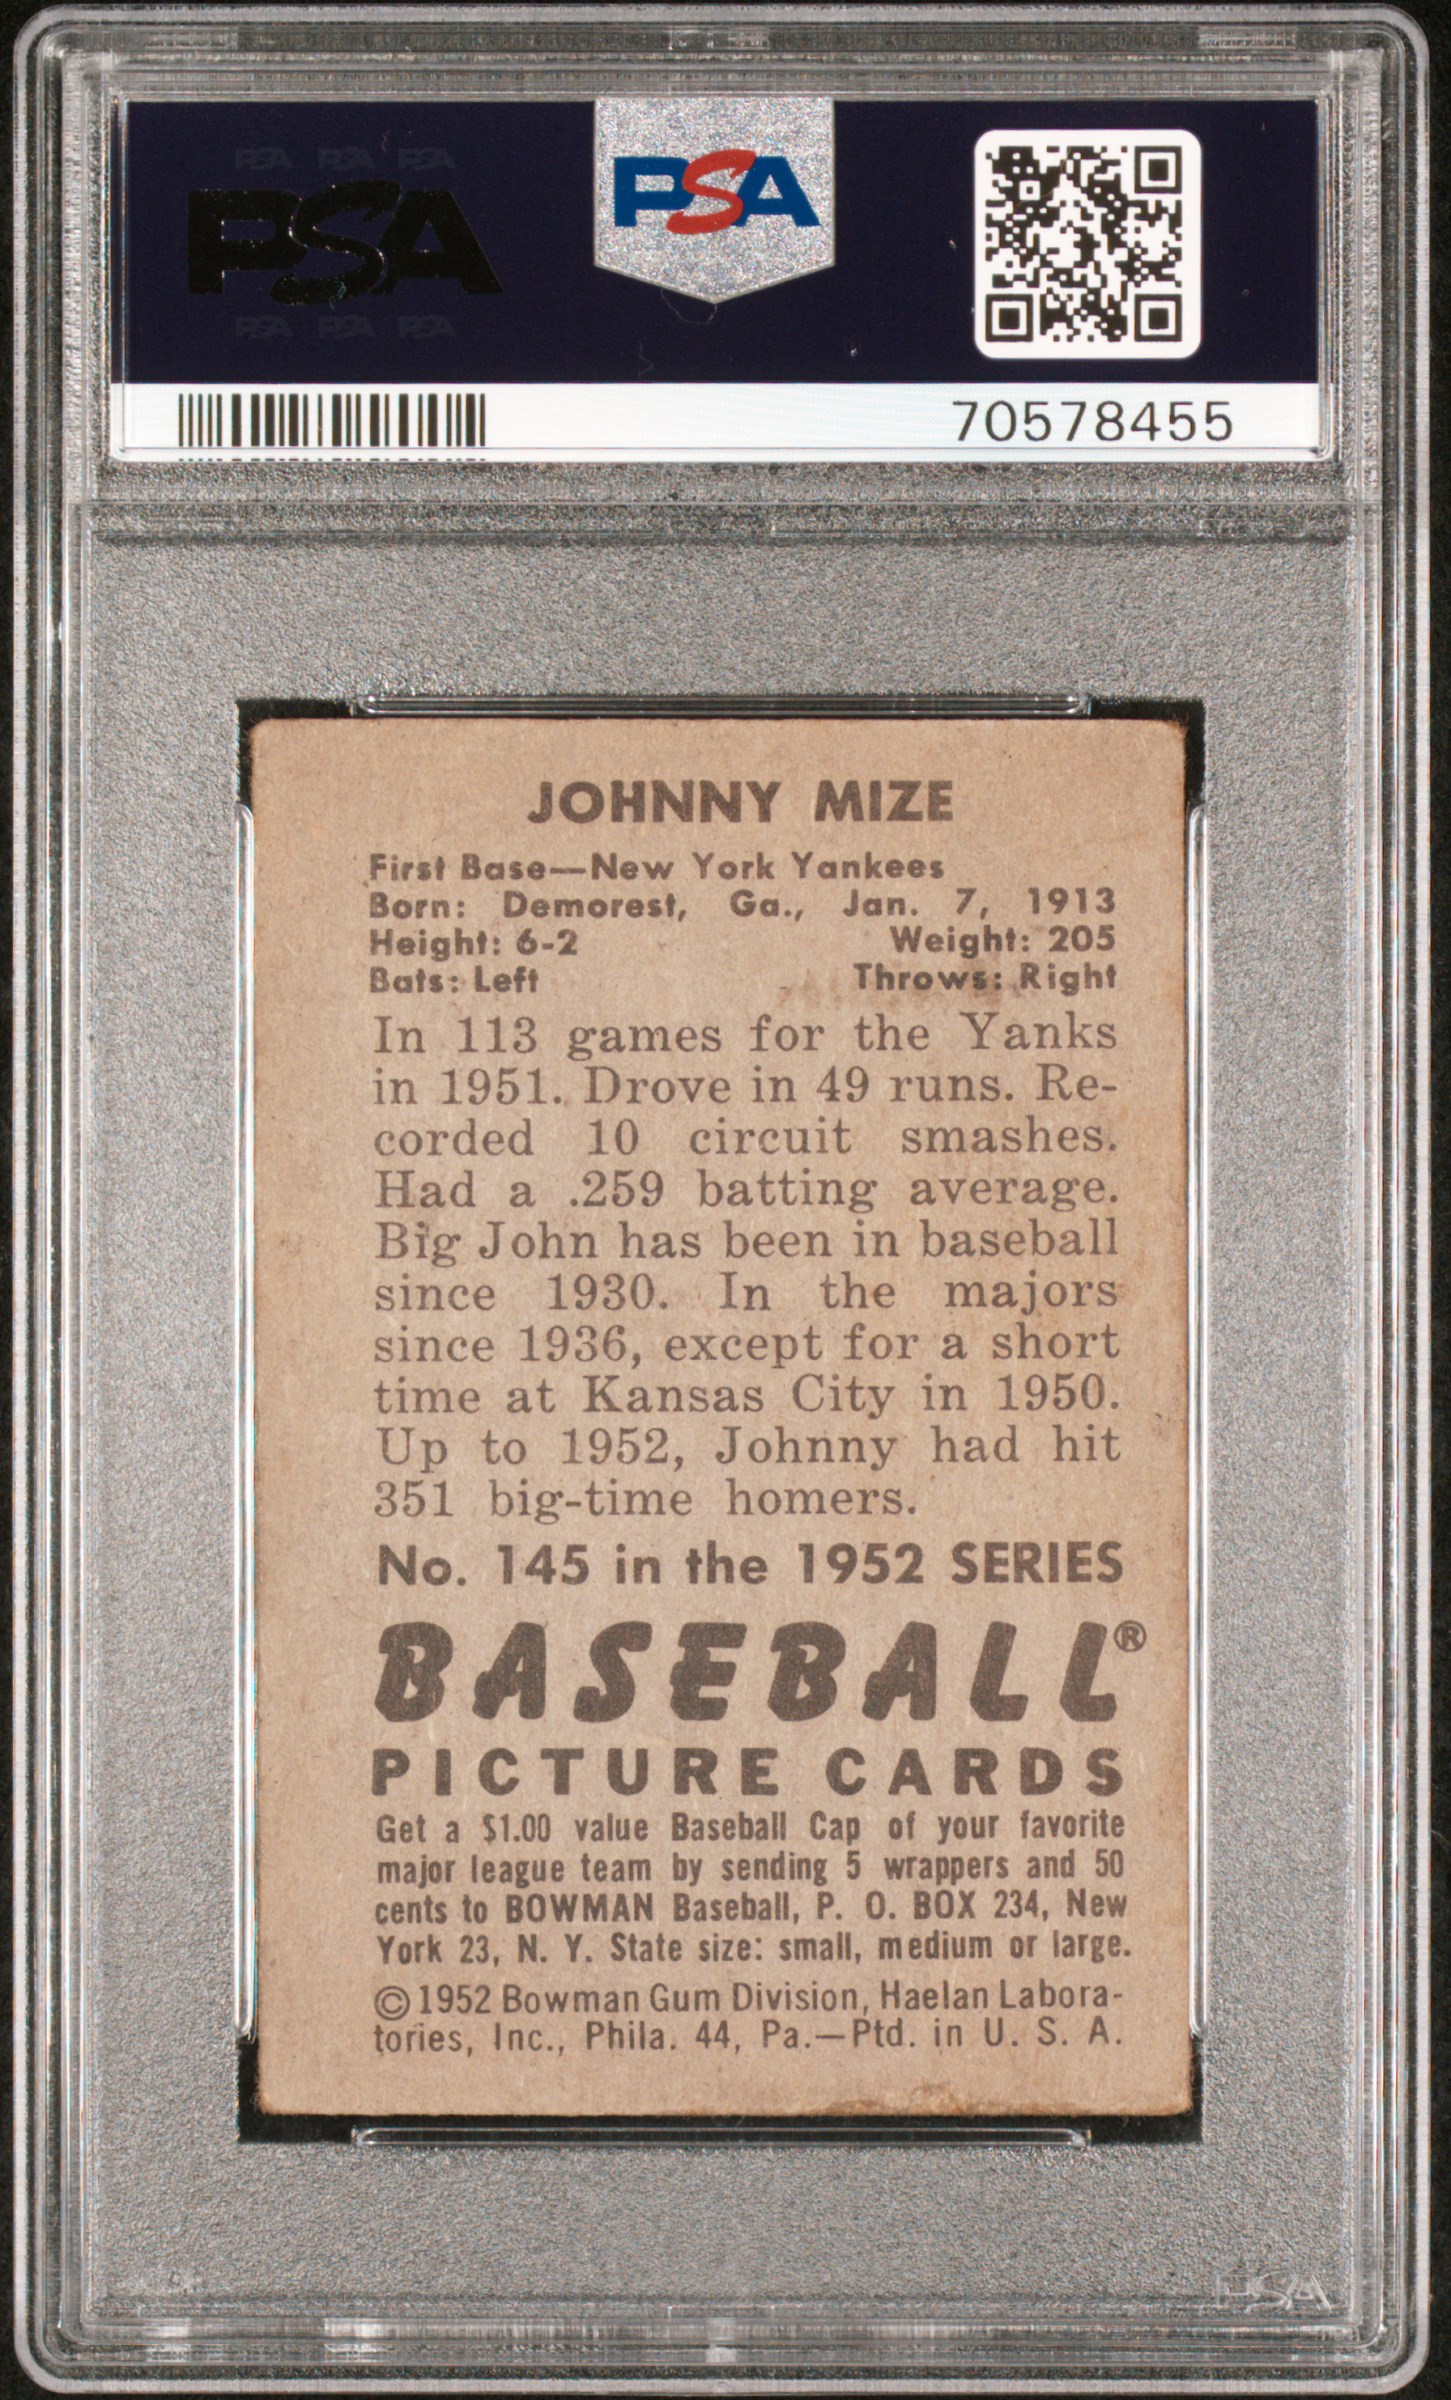 PSA PSA PSA
PSA
PSA PSA PSA
PSA
70578455
JOHNNY MIZE
First Base—New York Yankees
Born: Demorest, Ga., Jan. 7, 1913
Height: 6-2 Weight: 205
Bats: Left Throws: Right
In 113 games for the Yanks
in 1951. Drove in 49 runs. Re-
corded 10 circuit smashes.
Had a .259 batting average.
Big John has been in baseball
since 1930. In the majors
since 1936, except for a short
time at Kansas City in 1950.
Up to 1952, Johnny had hit
351 big-time homers.
No. 145 in the 1952 SERIES
BASEBALL®
PICTURE CARDS
Get a $1.00 value Baseball Cap of your favorite
major league team by sending 5 wrappers and 50
cents to BOWMAN Baseball, P. O. BOX 234, New
York 23, N. Y. State size: small, medium or large.
©1952 Bowman Gum Division, Haelan Labora-
tories, Inc., Phila. 44, Pa.—Ptd. in U. S. A.
PSA